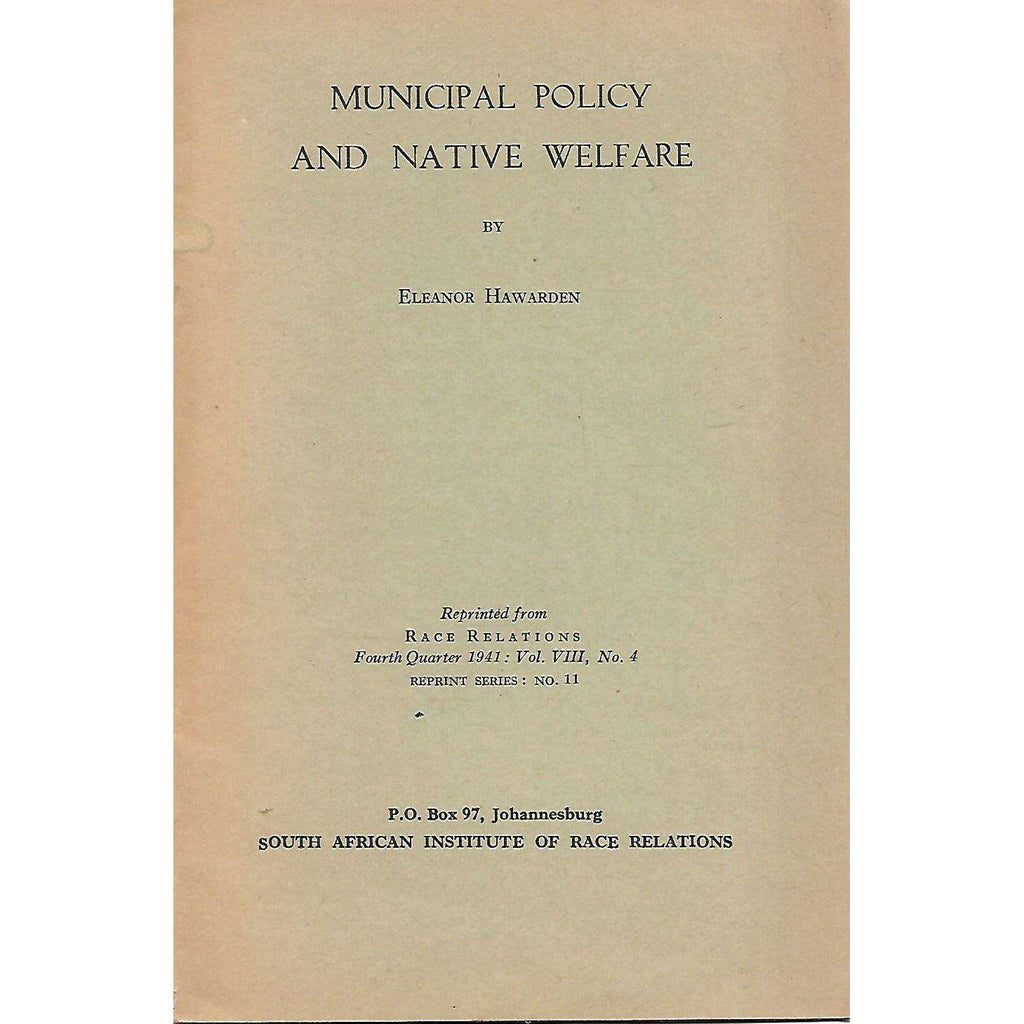 MUNICIPAL POLICY
AND NATIVE WELFARE
BY
ELEANOR HAWARDEN
Reprinted from
RACE RELATIONS
Fourth Quarter 1941 : Vol. VIII, No. 4
REPRINT SERIES : NO. 11
P.O. Box 97, Johannesburg
SOUTH AFRICAN INSTITUTE OF RACE RELATIONS